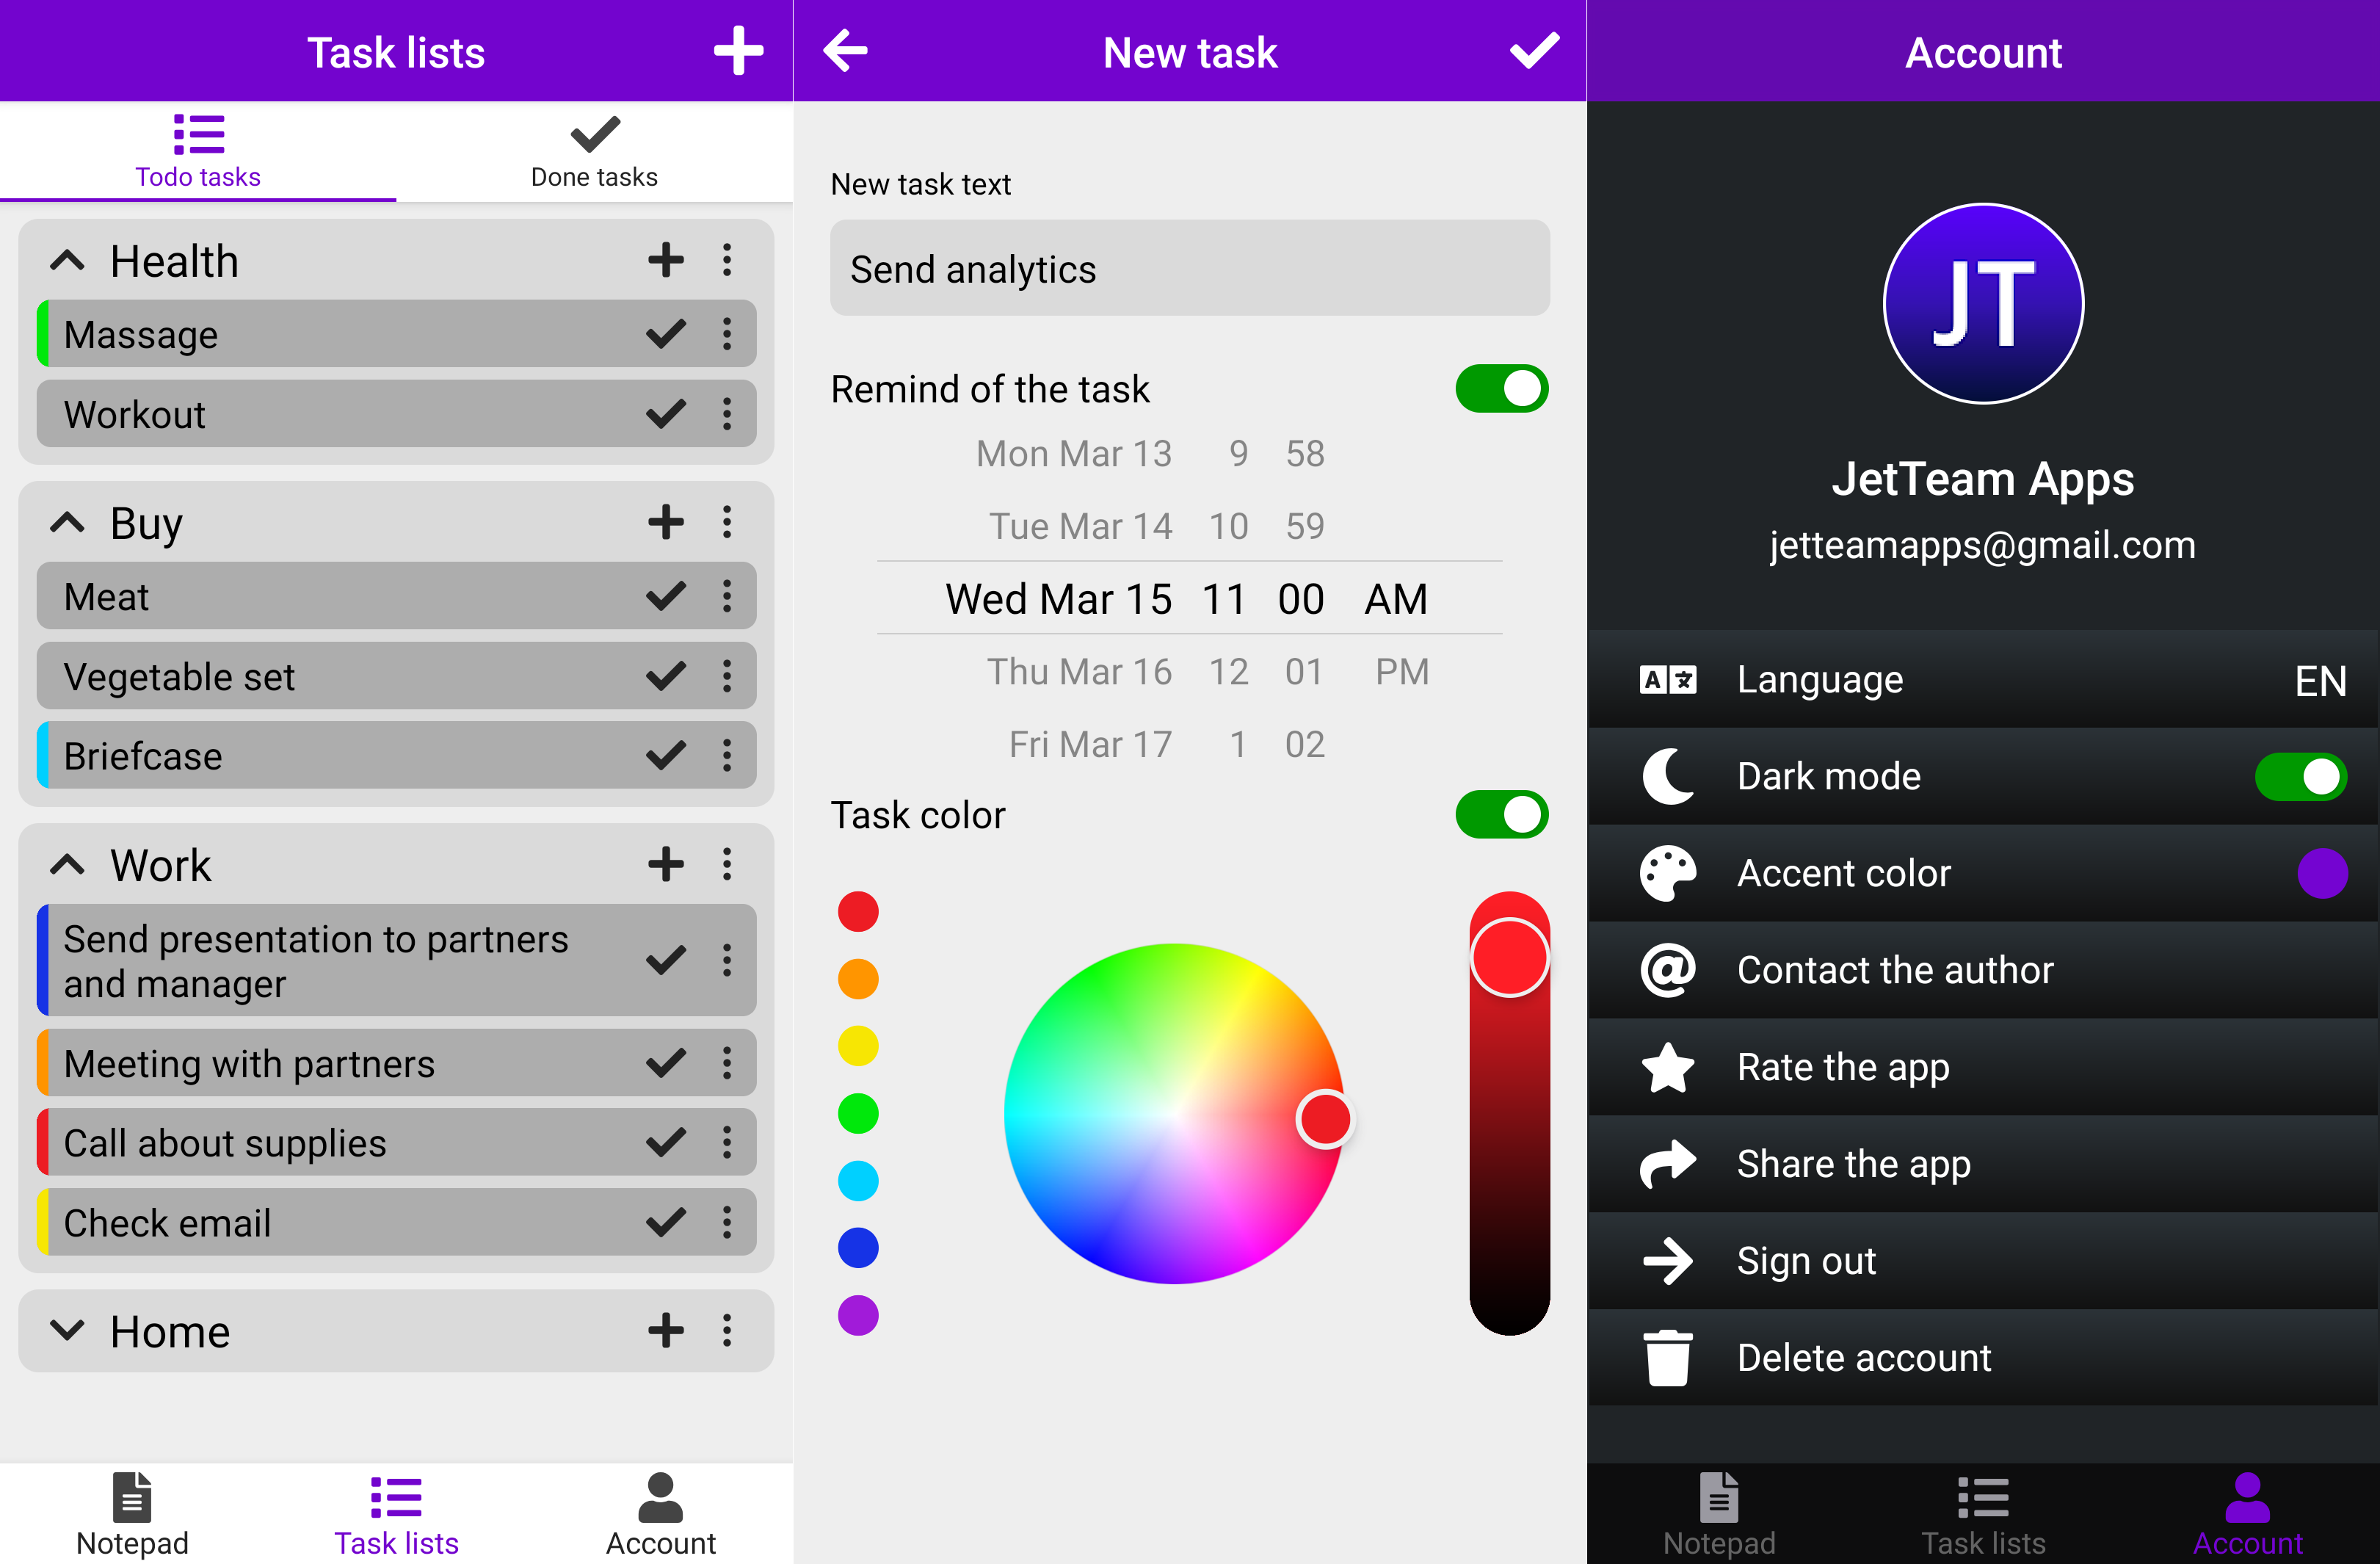 Task lists
Todo tasks
Done tasks
Health
Massage
Workout
Buy
Meat
Vegetable set
Briefcase
Work
Send presentation to partners
and manager
Meeting with partners
Call about supplies
Check email
Home
Notepad
Task lists
Account
New task
New task text
Send analytics
Remind of the task
Mon Mar 13 9 58
Tue Mar 14 10 59
Wed Mar 15 11 00 AM
Thu Mar 16 12 01 PM
Fri Mar 17 1 02
Task color
Account
JT
JetTeam Apps
jetteamapps@gmail.com
A 文
Language EN
Dark mode
Accent color
@ Contact the author
Rate the app
Share the app
Sign out
Delete account
Notepad
Task lists
Account